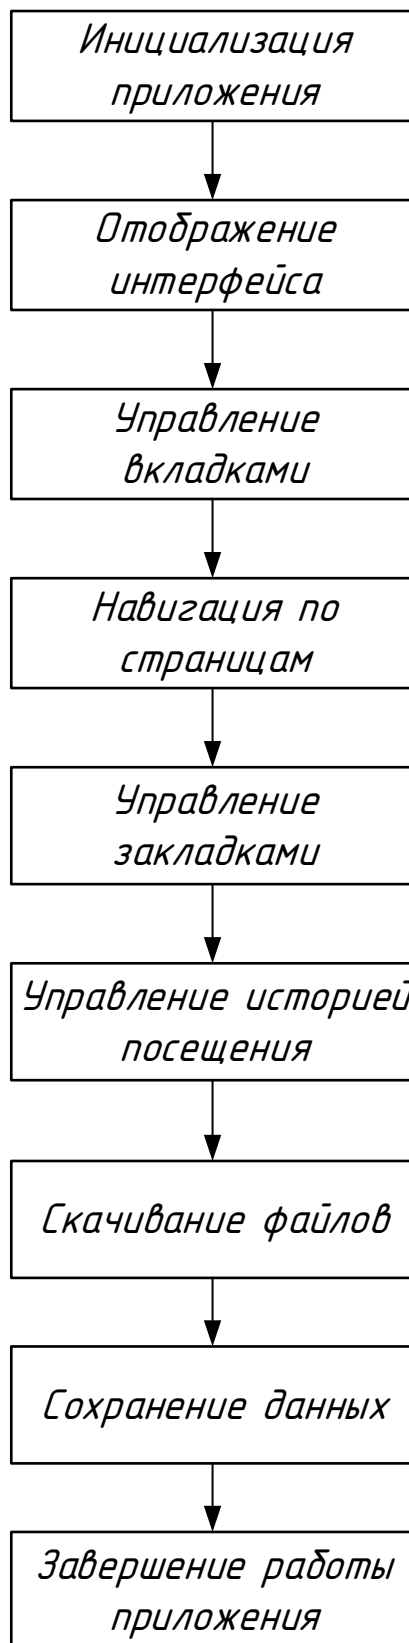 Инициализация
приложения
Отображение
интерфейса
Управление
вкладками
Навигация по
страницам
Управление
закладками
Управление историей
посещения
Скачивание файлов
Сохранение данных
Завершение работы
приложения